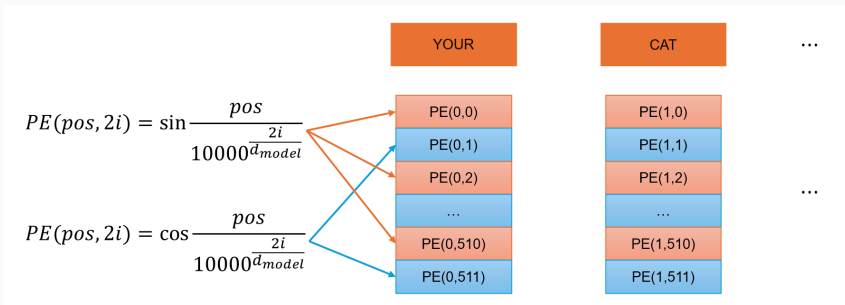 YOUR CAT ...
PE(pos, 2i) = sin pos / 10000^(2i / d_model)
PE(pos, 2i) = cos pos / 10000^(2i / d_model)
PE(0,0) PE(1,0)
PE(0,1) PE(1,1)
PE(0,2) PE(1,2) ...
... ...
PE(0,510) PE(1,510)
PE(0,511) PE(1,511)